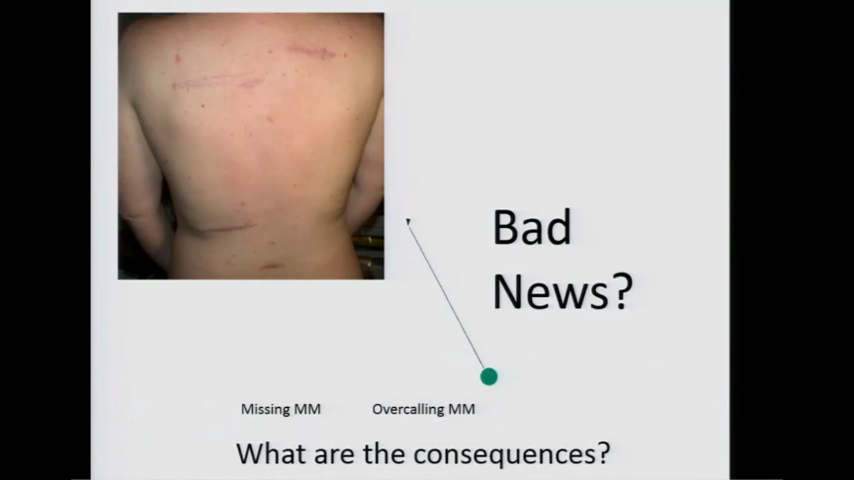 Bad
News?
Missing MM
Overcalling MM
What are the consequences?